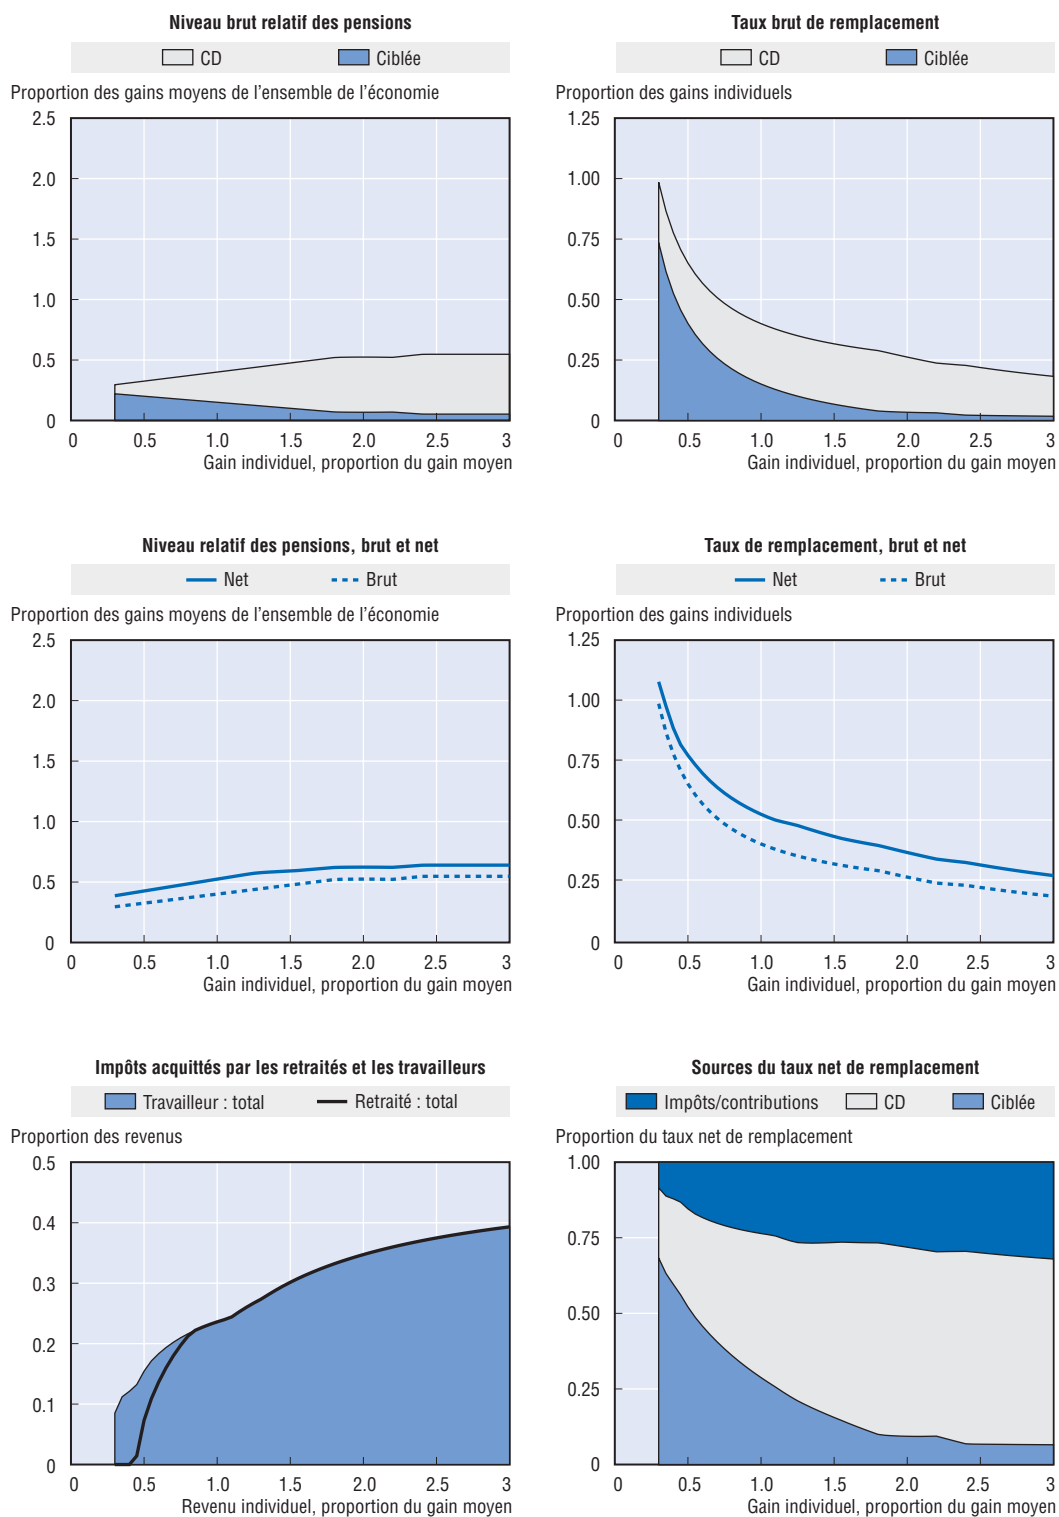 Niveau brut relatif des pensions
CD Ciblée
Proportion des gains moyens de l'ensemble de l'économie
2.5
2.0
1.5
1.0
0.5
0
0 0.5 1.0 1.5 2.0 2.5 3
Gain individuel, proportion du gain moyen
Taux brut de remplacement
CD Ciblée
Proportion des gains individuels
1.25
1.00
0.75
0.50
0.25
0
0 0.5 1.0 1.5 2.0 2.5 3
Gain individuel, proportion du gain moyen
Niveau relatif des pensions, brut et net
Net Brut
Proportion des gains moyens de l'ensemble de l'économie
2.5
2.0
1.5
1.0
0.5
0
0 0.5 1.0 1.5 2.0 2.5 3
Gain individuel, proportion du gain moyen
Taux de remplacement, brut et net
Net Brut
Proportion des gains individuels
1.25
1.00
0.75
0.50
0.25
0
0 0.5 1.0 1.5 2.0 2.5 3
Gain individuel, proportion du gain moyen
Impôts acquittés par les retraités et les travailleurs
Travailleur : total Retraité : total
Proportion des revenus
0.5
0.4
0.3
0.2
0.1
0
0 0.5 1.0 1.5 2.0 2.5 3
Revenu individuel, proportion du gain moyen
Sources du taux net de remplacement
Impôts/contributions CD Ciblée
Proportion du taux net de remplacement
1.00
0.75
0.50
0.25
0
0 0.5 1.0 1.5 2.0 2.5 3
Gain individuel, proportion du gain moyen